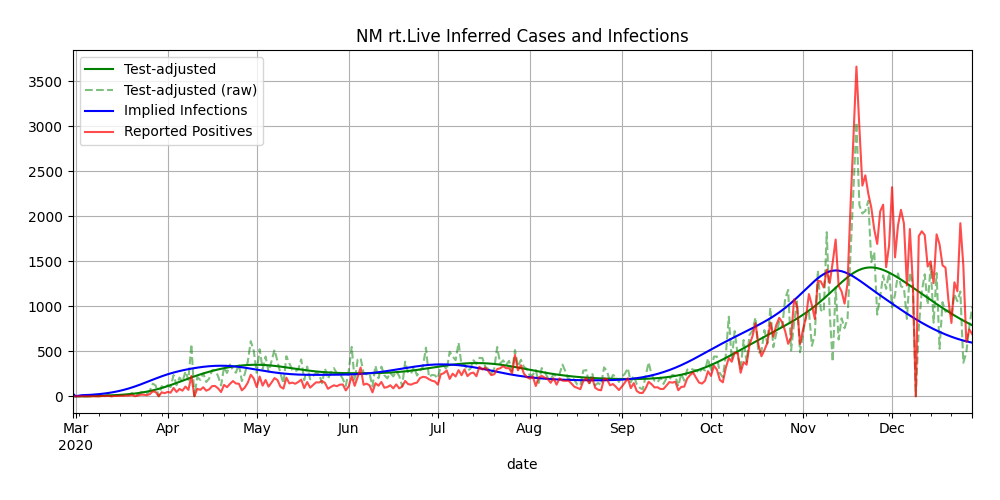 NM rt.Live Inferred Cases and Infections
Test-adjusted
Test-adjusted (raw)
Implied Infections
Reported Positives
3500
3000
2500
2000
1500
1000
500
0
Mar Apr May Jun Jul Aug Sep Oct Nov Dec
2020
date